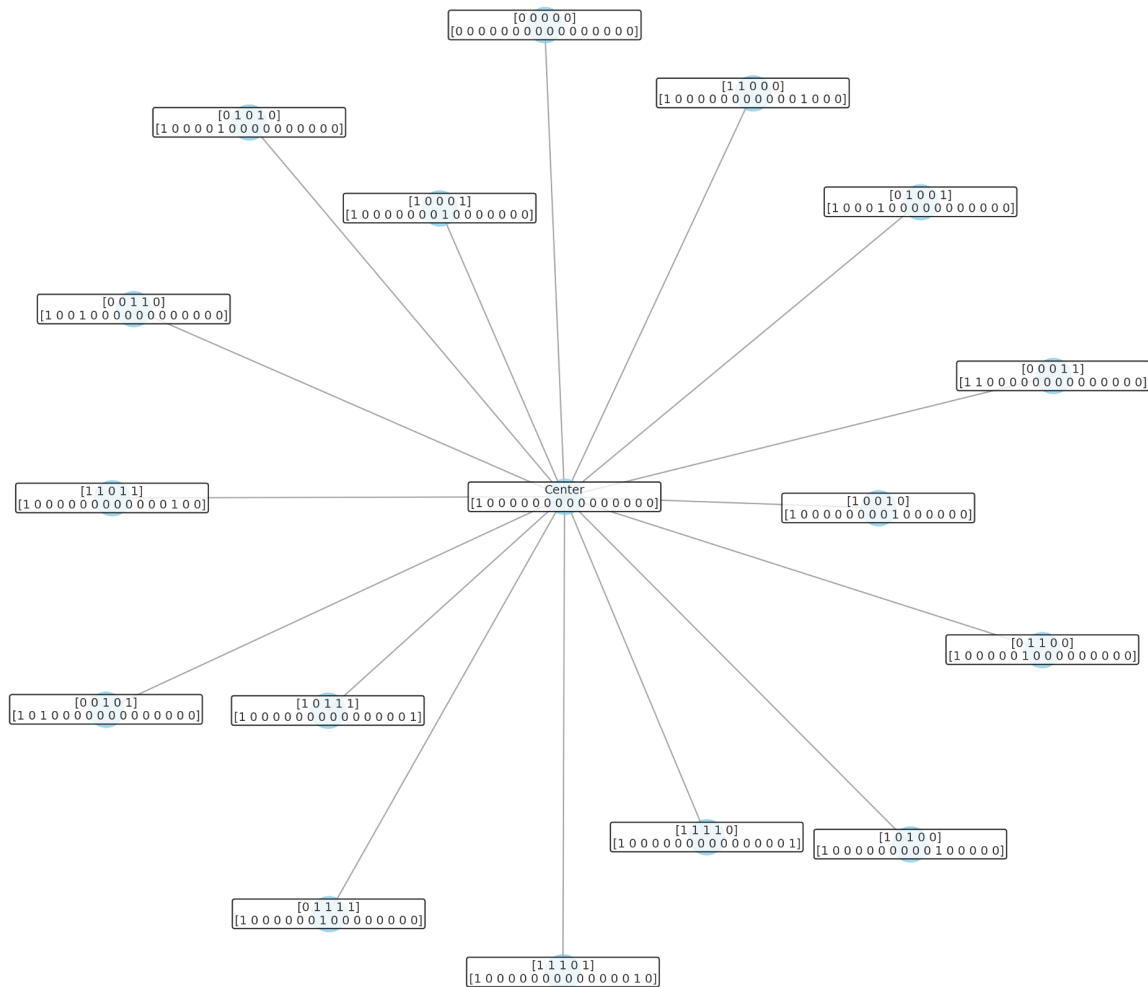 [0 0 0 0 0]
[0 0 0 0 0 0 0 0 0 0 0 0 0 0 0 0]
[1 1 0 0 0]
[1 0 0 0 0 0 0 0 0 0 0 0 1 0 0 0]
[0 1 0 1 0]
[1 0 0 0 0 1 0 0 0 0 0 0 0 0 0 0]
[1 0 0 0 1]
[1 0 0 0 0 0 0 0 1 0 0 0 0 0 0 0]
[0 1 0 0 1]
[1 0 0 0 1 0 0 0 0 0 0 0 0 0 0 0]
[0 0 1 1 0]
[1 0 0 1 0 0 0 0 0 0 0 0 0 0 0 0]
[0 0 0 1 1]
[1 1 0 0 0 0 0 0 0 0 0 0 0 0 0 0]
[1 1 0 1 1]
[1 0 0 0 0 0 0 0 0 0 0 0 0 1 0 0]
Center
[1 0 0 0 0 0 0 0 0 0 0 0 0 0 0 0]
[1 0 0 1 0]
[1 0 0 0 0 0 0 0 0 1 0 0 0 0 0 0]
[0 1 1 0 0]
[1 0 0 0 0 0 1 0 0 0 0 0 0 0 0 0]
[0 0 1 0 1]
[1 0 1 0 0 0 0 0 0 0 0 0 0 0 0 0]
[1 0 1 1 1]
[1 0 0 0 0 0 0 0 0 0 0 0 0 0 0 1]
[1 1 1 1 0]
[1 0 0 0 0 0 0 0 0 0 0 0 0 0 0 1]
[1 0 1 0 0]
[1 0 0 0 0 0 0 0 0 0 1 0 0 0 0 0]
[0 1 1 1 1]
[1 0 0 0 0 0 0 1 0 0 0 0 0 0 0 0]
[1 1 1 0 1]
[1 0 0 0 0 0 0 0 0 0 0 0 0 0 1 0]